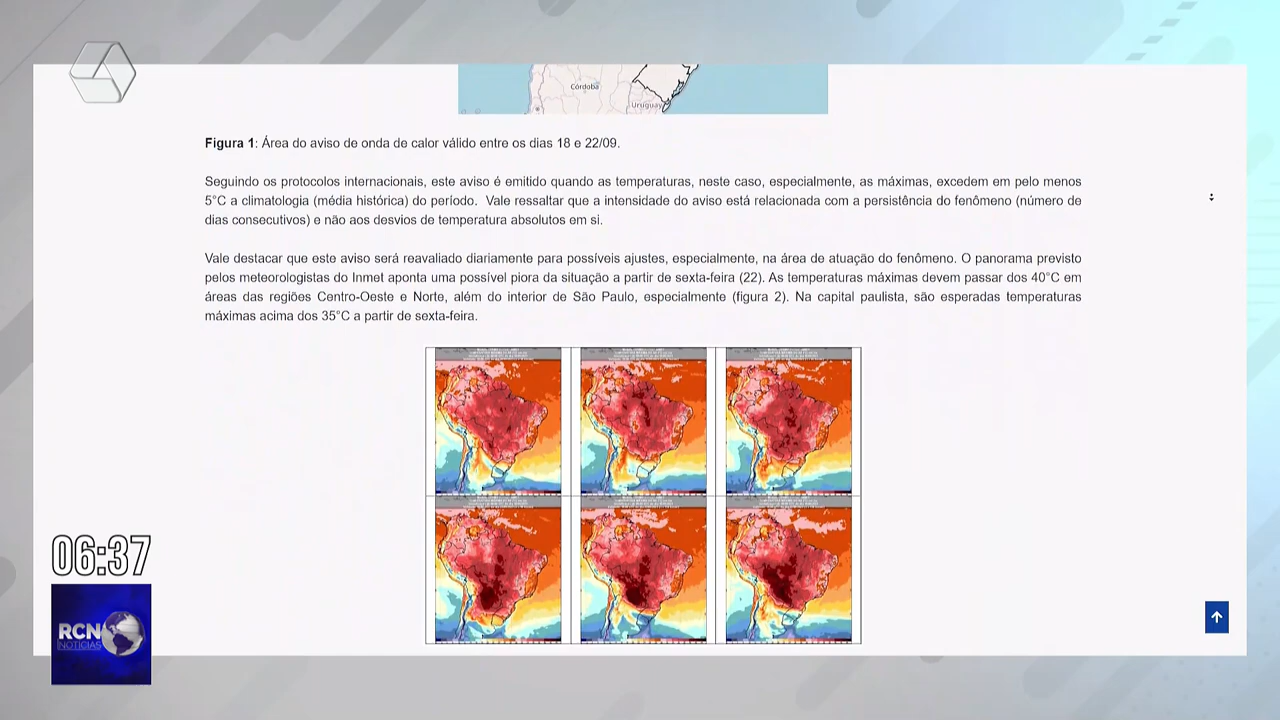 Córdoba
Uruguay
Figura 1: Área do aviso de onda de calor válido entre os dias 18 e 22/09.
Seguindo os protocolos internacionais, este aviso é emitido quando as temperaturas, neste caso, especialmente, as máximas, excedem em pelo menos
5°C a climatologia (média histórica) do período. Vale ressaltar que a intensidade do aviso está relacionada com a persistência do fenômeno (número de
dias consecutivos) e não aos desvios de temperatura absolutos em si.
Vale destacar que este aviso será reavaliado diariamente para possíveis ajustes, especialmente, na área de atuação do fenômeno. O panorama previsto
pelos meteorologistas do Inmet aponta uma possível piora da situação a partir de sexta-feira (22). As temperaturas máximas devem passar dos 40°C em
áreas das regiões Centro-Oeste e Norte, além do interior de São Paulo, especialmente (figura 2). Na capital paulista, são esperadas temperaturas
máximas acima dos 35°C a partir de sexta-feira.
06:37
RCN
NOTÍCIAS